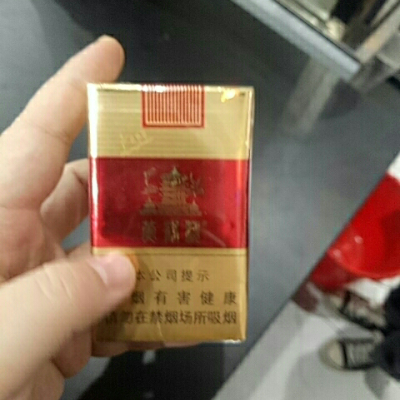 黄鹤楼
本公司提示
烟有害健康
请勿在禁烟场所吸烟